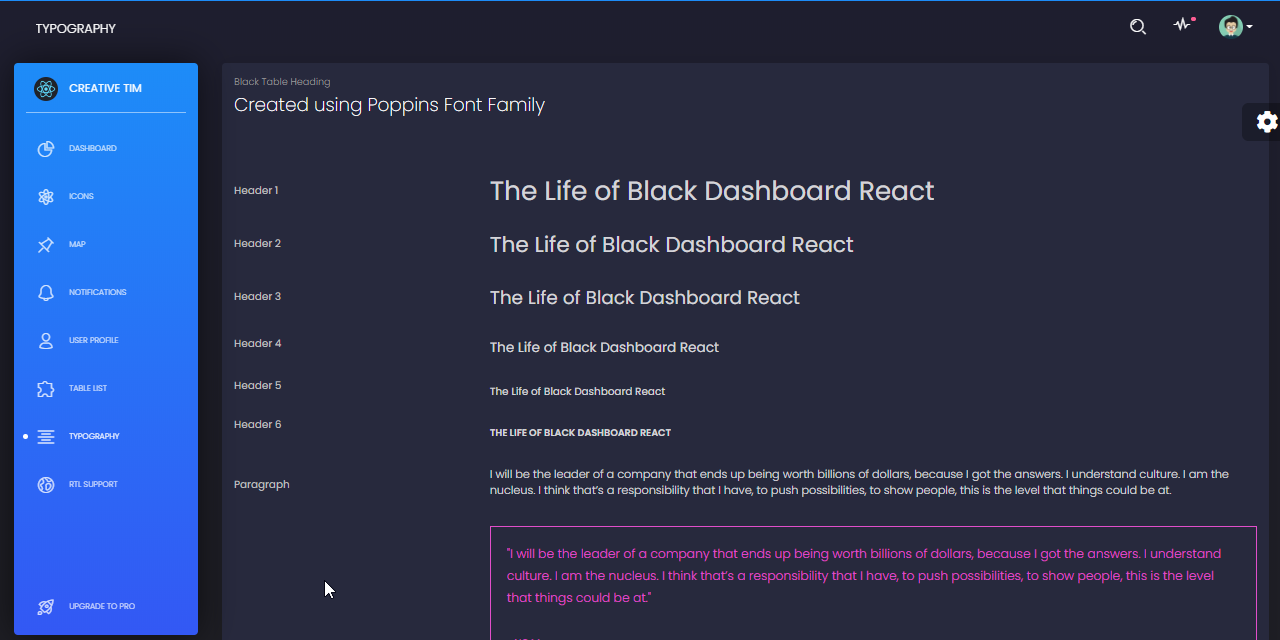 TYPOGRAPHY
CREATIVE TIM
DASHBOARD
ICONS
MAP
NOTIFICATIONS
USER PROFILE
TABLE LIST
TYPOGRAPHY
RTL SUPPORT
UPGRADE TO PRO
Black Table Heading
Created using Poppins Font Family
Header 1
The Life of Black Dashboard React
Header 2
The Life of Black Dashboard React
Header 3
The Life of Black Dashboard React
Header 4
The Life of Black Dashboard React
Header 5
The Life of Black Dashboard React
Header 6
THE LIFE OF BLACK DASHBOARD REACT
Paragraph
I will be the leader of a company that ends up being worth billions of dollars, because I got the answers. I understand culture. I am the
nucleus. I think that’s a responsibility that I have, to push possibilities, to show people, this is the level that things could be at.
"I will be the leader of a company that ends up being worth billions of dollars, because I got the answers. I understand
culture. I am the nucleus. I think that’s a responsibility that I have, to push possibilities, to show people, this is the level
that things could be at."